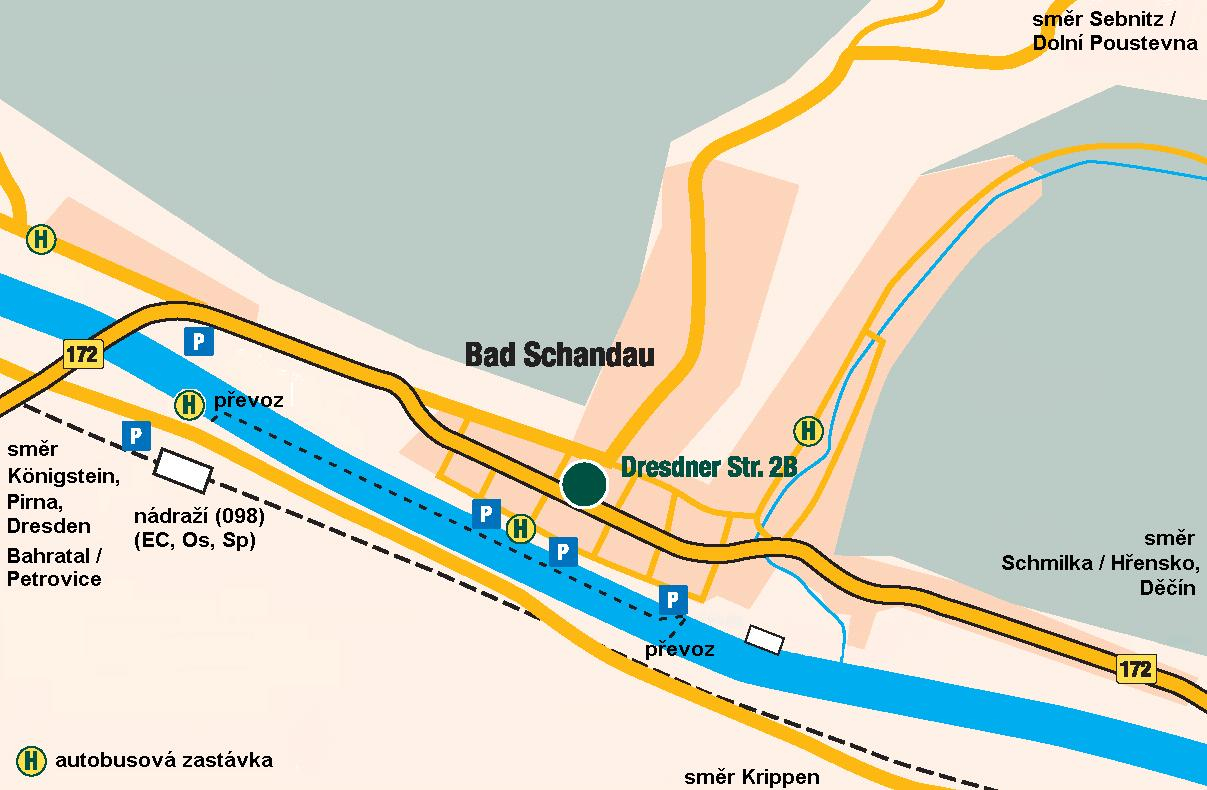 směr Sebnitz /
Dolní Poustevna
H
172
P
Bad Schandau
H
převoz
P
H
směr
Königstein,
Pirna,
Dresden
Bahratal /
Petrovice
nádraží (098)
(EC, Os, Sp)
Dresdner Str. 2B
P
H
P
směr
Schmilka / Hřensko,
Děčín
P
převoz
172
H autobusová zastávka
směr Krippen